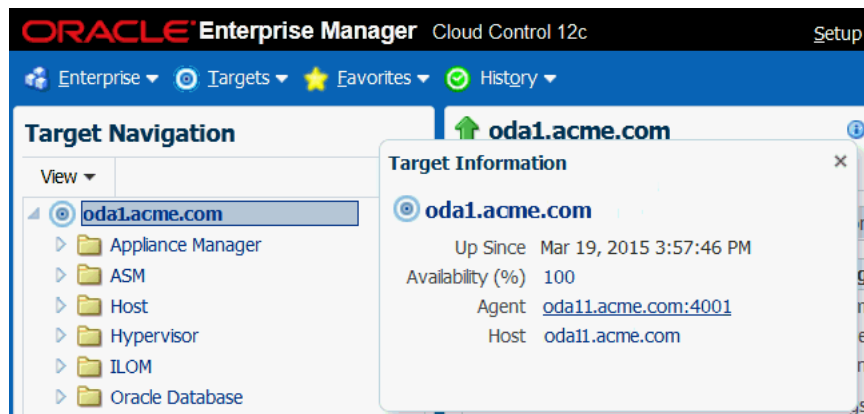 ORACLE Enterprise Manager Cloud Control 12c
Setup
Enterprise Targets Favorites History
Target Navigation
View
oda1.acme.com
Appliance Manager
ASM
Host
Hypervisor
ILOM
Oracle Database
oda1.acme.com
Target Information
oda1.acme.com
Up Since Mar 19, 2015 3:57:46 PM
Availability (%) 100
Agent oda11.acme.com:4001
Host oda11.acme.com